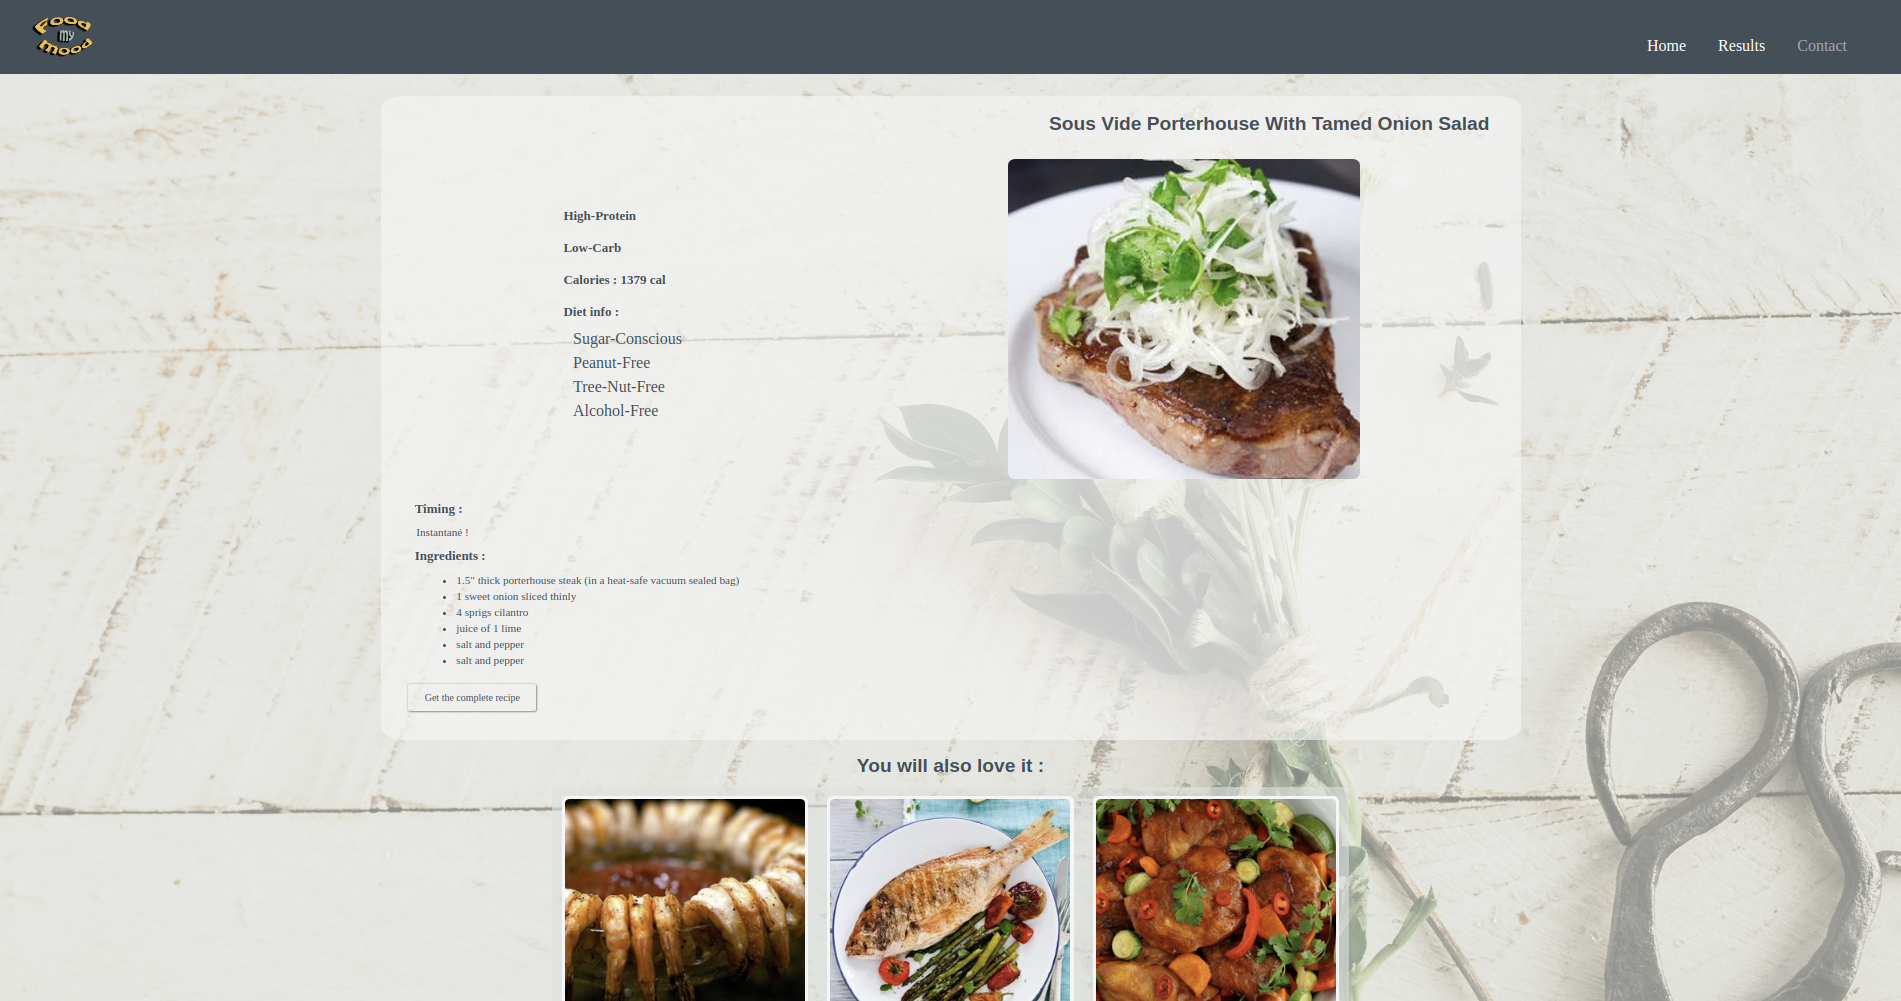 Food
my
mood
Home
Results
Contact
Sous Vide Porterhouse With Tamed Onion Salad
High-Protein
Low-Carb
Calories : 1379 cal
Diet info :
Sugar-Conscious
Peanut-Free
Tree-Nut-Free
Alcohol-Free
Timing :
Instantané !
Ingredients :
1.5" thick porterhouse steak (in a heat-safe vacuum sealed bag)
1 sweet onion sliced thinly
4 sprigs cilantro
juice of 1 lime
salt and pepper
salt and pepper
Get the complete recipe
You will also love it :